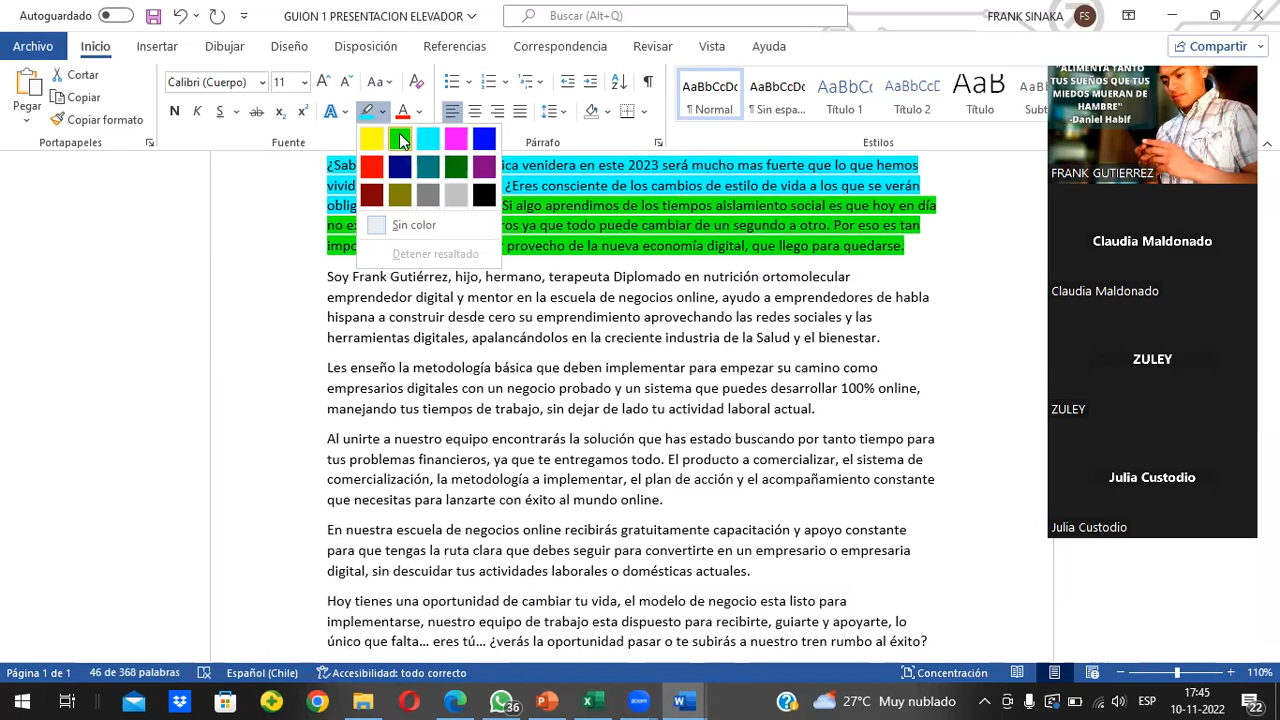 Autoguardado
GUION 1 PRESENTACION ELEVADOR
Buscar (Alt+Q)
FRANK SINAKA
FS
Archivo
Inicio
Insertar
Dibujar
Diseño
Disposición
Referencias
Correspondencia
Revisar
Vista
Ayuda
Compartir
Pegar
Cortar
Copiar
Copiar formato
Portapapeles
Calibri (Cuerpo)
11
Aa
N K S ab x₂ x² A A
Fuente
Párrafo
AaBbCcDc
¶ Normal
AaBbCcDc
¶ Sin espa...
AaBbCc
Título 1
AaBbCcD
Título 2
AaB
Título
AaBb
Subt
Estilos
Sin color
Detener resaltado
¿Sab
ica venidera en este 2023 será mucho mas fuerte que lo que hemos
vivid
¿Eres consciente de los cambios de estilo de vida a los que se verán
oblig
Si algo aprendimos de los tiempos aislamiento social es que hoy en día
no ex
ros ya que todo puede cambiar de un segundo a otro. Por eso es tan
impo
provecho de la nueva economía digital, que llego para quedarse.
Soy Frank Gutiérrez, hijo, hermano, terapeuta Diplomado en nutrición ortomolecular
emprendedor digital y mentor en la escuela de negocios online, ayudo a emprendedores de habla
hispana a construir desde cero su emprendimiento aprovechando las redes sociales y las
herramientas digitales, apalancándolos en la creciente industria de la Salud y el bienestar.
Les enseño la metodología básica que deben implementar para empezar su camino como
empresarios digitales con un negocio probado y un sistema que puedes desarrollar 100% online,
manejando tus tiempos de trabajo, sin dejar de lado tu actividad laboral actual.
Al unirte a nuestro equipo encontrarás la solución que has estado buscando por tanto tiempo para
tus problemas financieros, ya que te entregamos todo. El producto a comercializar, el sistema de
comercialización, la metodología a implementar, el plan de acción y el acompañamiento constante
que necesitas para lanzarte con éxito al mundo online.
En nuestra escuela de negocios online recibirás gratuitamente capacitación y apoyo constante
para que tengas la ruta clara que debes seguir para convertirte en un empresario o empresaria
digital, sin descuidar tus actividades laborales o domésticas actuales.
Hoy tienes una oportunidad de cambiar tu vida, el modelo de negocio esta listo para
implementarse, nuestro equipo de trabajo esta dispuesto para recibirte, guiarte y apoyarte, lo
único que falta… eres tú… ¿verás la oportunidad pasar o te subirás a nuestro tren rumbo al éxito?
"ALIMENTA TANTO
TUS SUEÑOS QUE TUS
MIEDOS MUERAN DE
HAMBRE"
-Daniel Habif
FRANK GUTIERREZ
Claudia Maldonado
Claudia Maldonado
ZULEY
ZULEY
Julia Custodio
Julia Custodio
Página 1 de 1
46 de 368 palabras
Español (Chile)
Accesibilidad: todo correcto
Concentración
110%
36
27°C Muy nublado
ESP
17:45
10-11-2022
22